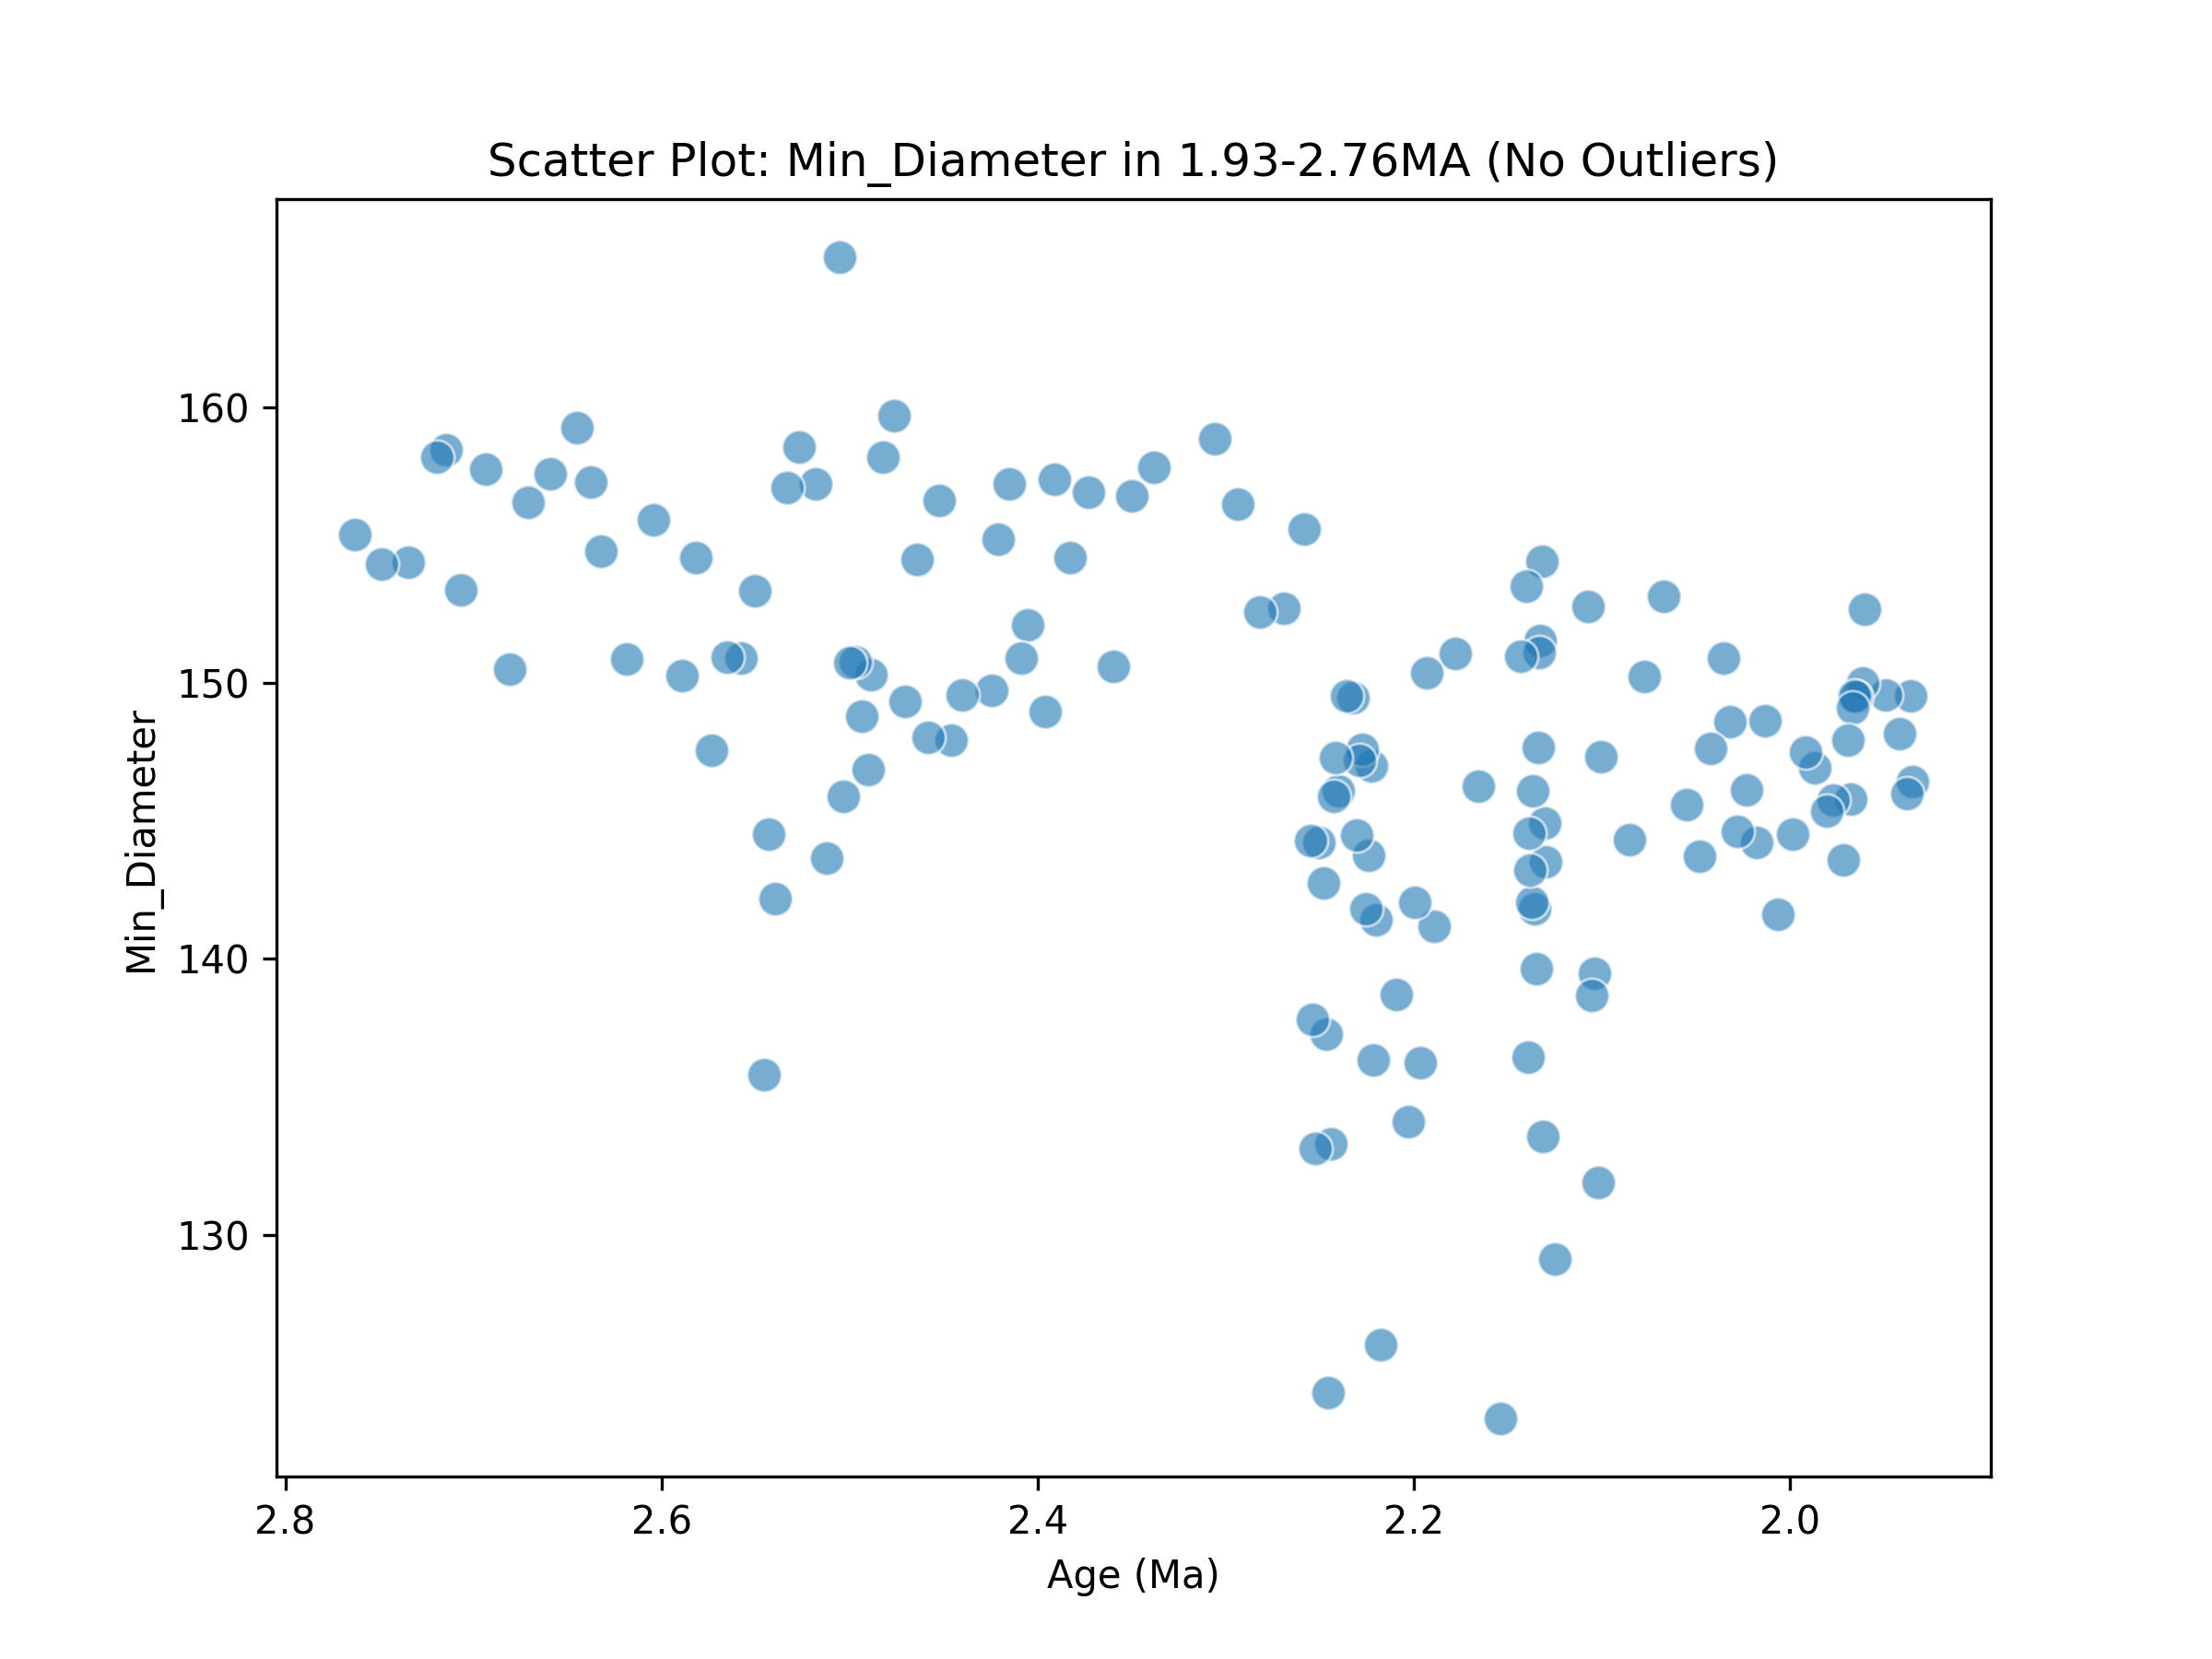 Scatter Plot: Min_Diameter in 1.93-2.76MA (No Outliers)
160
150
140
130
Min_Diameter
2.8 2.6 2.4 2.2 2.0
Age (Ma)